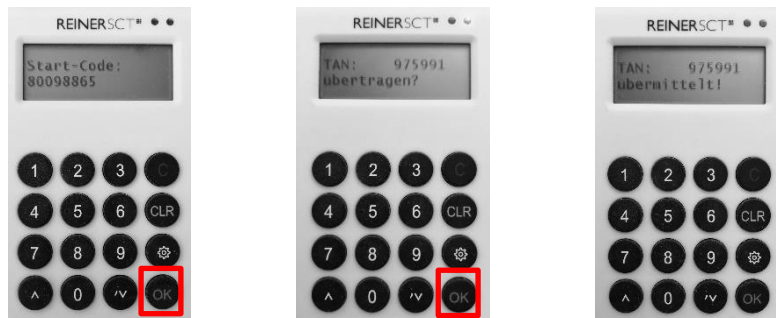 REINERSCT
Start-Code:
80098865
1 2 3 C
4 5 6 CLR
7 8 9
0 OK
REINERSCT
TAN: 975991
übertragen?
1 2 3 C
4 5 6 CLR
7 8 9
0 OK
REINERSCT
TAN: 975991
übermittelt!
1 2 3 C
4 5 6 CLR
7 8 9
0 OK